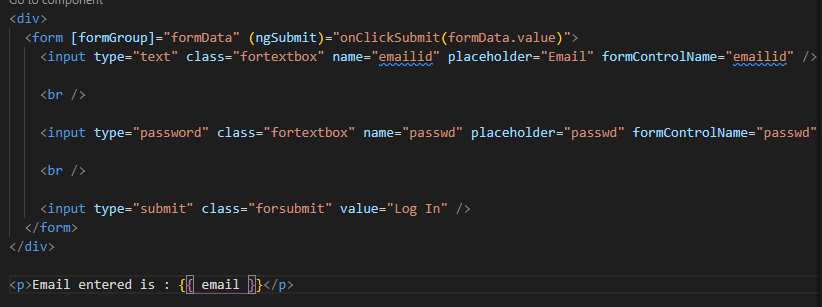 Go to component
<div>
<form [formGroup]="formData" (ngSubmit)="onClickSubmit(formData.value)">
<input type="text" class="fortextbox" name="emailid" placeholder="Email" formControlName="emailid" />
<br />
<input type="password" class="fortextbox" name="passwd" placeholder="passwd" formControlName="passwd"
<br />
<input type="submit" class="forsubmit" value="Log In" />
</form>
</div>
<p>Email entered is : {{ email }}</p>